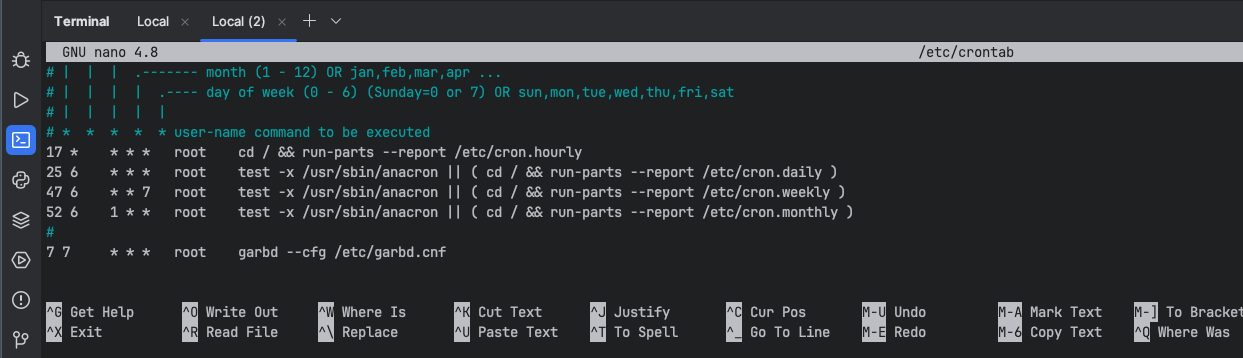 Terminal Local × Local (2) ×
GNU nano 4.8 /etc/crontab
# | | | .------- month (1 - 12) OR jan,feb,mar,apr ...
# | | | | .---- day of week (0 - 6) (Sunday=0 or 7) OR sun,mon,tue,wed,thu,fri,sat
# | | | | |
# * * * * * user-name command to be executed
17 * * * * root cd / && run-parts --report /etc/cron.hourly
25 6 * * * root test -x /usr/sbin/anacron || ( cd / && run-parts --report /etc/cron.daily )
47 6 * * 7 root test -x /usr/sbin/anacron || ( cd / && run-parts --report /etc/cron.weekly )
52 6 1 * * root test -x /usr/sbin/anacron || ( cd / && run-parts --report /etc/cron.monthly )
#
7 7 * * * root garbd --cfg /etc/garbd.cnf
^G Get Help ^O Write Out ^W Where Is ^K Cut Text ^J Justify ^C Cur Pos M-U Undo M-A Mark Text M-] To Bracket
^X Exit ^R Read File ^\ Replace ^U Paste Text ^T To Spell ^_ Go To Line M-E Redo M-6 Copy Text ^Q Where Was